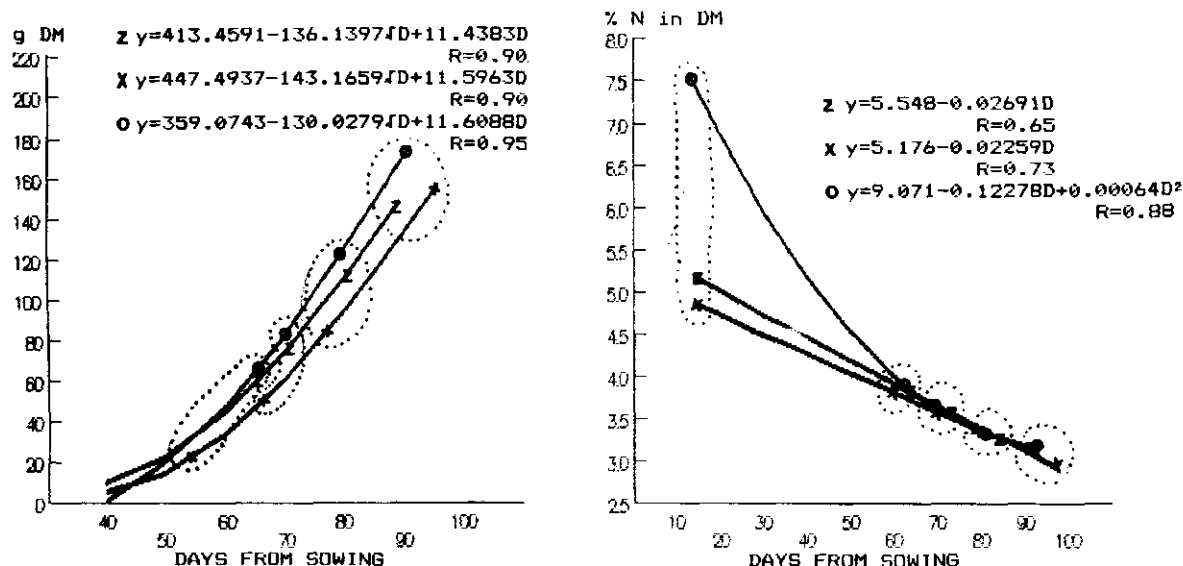 g DM
z y=413.4591-136.1397√D+11.4383D
R=0.90
x y=447.4937-143.1659√D+11.5963D
R=0.90
o y=359.0743-130.0279√D+11.6088D
R=0.95
220
200
180
160
140
120
100
80
60
40
20
0
40 60 80 100
50 70 90
DAYS FROM SOWING
% N in DM
8.0
7.5
7.0
6.5
6.0
5.5
5.0
4.5
4.0
3.5
3.0
2.5
z y=5.548-0.02691D
R=0.65
x y=5.176-0.02259D
R=0.73
o y=9.071-0.12278D+0.00064D²
R=0.88
10 30 50 70 90
20 40 60 80 100
DAYS FROM SOWING